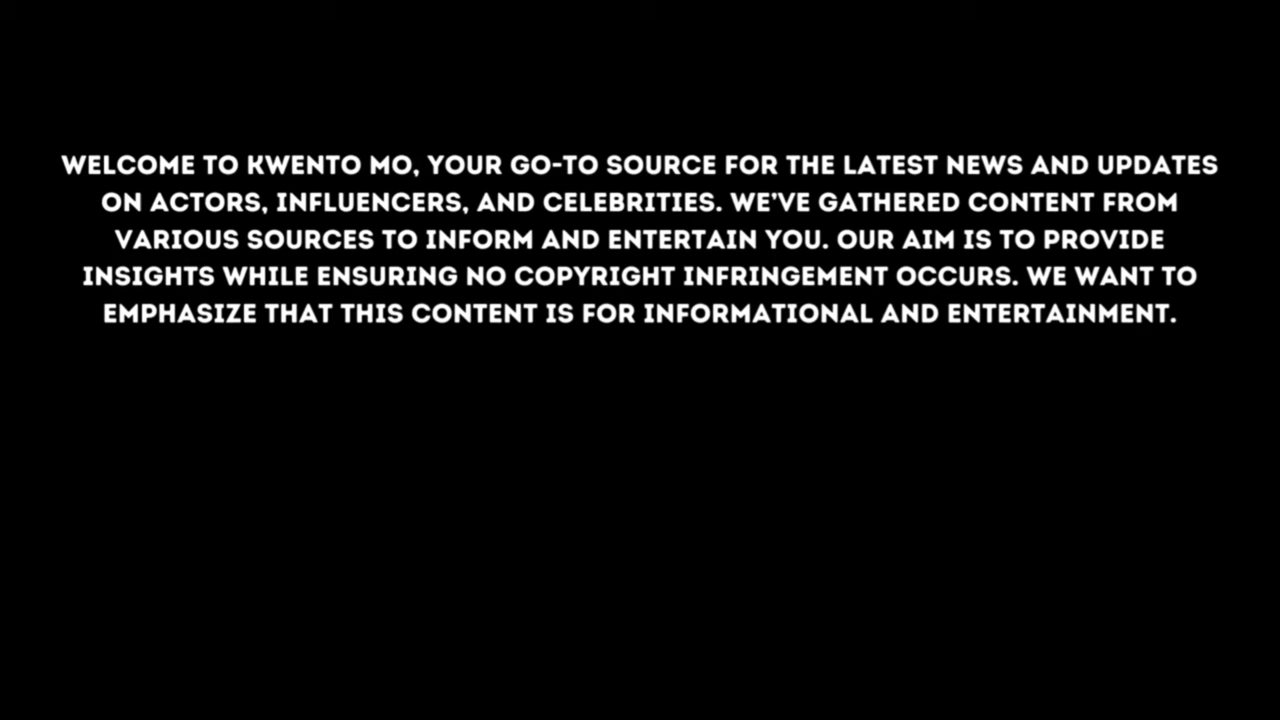 WELCOME TO KWENTO MO, YOUR GO-TO SOURCE FOR THE LATEST NEWS AND UPDATES
ON ACTORS, INFLUENCERS, AND CELEBRITIES. WE'VE GATHERED CONTENT FROM
VARIOUS SOURCES TO INFORM AND ENTERTAIN YOU. OUR AIM IS TO PROVIDE
INSIGHTS WHILE ENSURING NO COPYRIGHT INFRINGEMENT OCCURS. WE WANT TO
EMPHASIZE THAT THIS CONTENT IS FOR INFORMATIONAL AND ENTERTAINMENT.